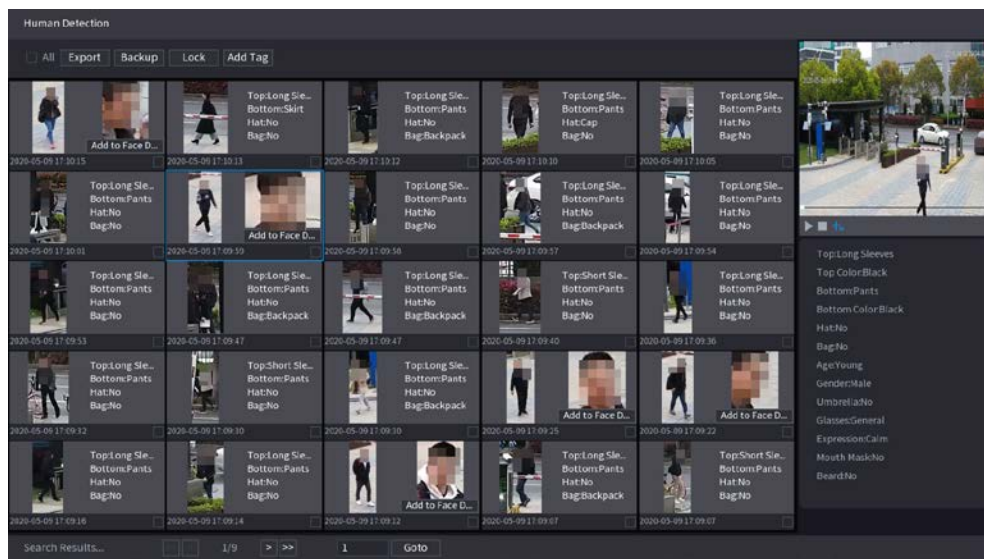 Human Detection
All Export Backup Lock Add Tag
Add to Face D...
2020-05-09 17:10:15
Top:Long Sle...
Bottom:Skirt
Hat:No
Bag:No
2020-05-09 17:10:13
Top:Long Sle...
Bottom:Pants
Hat:No
Bag:Backpack
2020-05-09 17:10:12
Top:Long Sle...
Bottom:Pants
Hat:Cap
Bag:No
2020-05-09 17:10:10
Top:Long Sle...
Bottom:Pants
Hat:No
Bag:No
2020-05-09 17:10:05
Top:Long Sle...
Bottom:Pants
Hat:No
Bag:No
2020-05-09 17:10:01
Add to Face D...
2020-05-09 17:09:59
Top:Long Sle...
Bottom:Pants
Hat:No
Bag:No
2020-05-09 17:09:58
Top:Long Sle...
Bottom:Pants
Hat:No
Bag:Backpack
2020-05-09 17:09:57
Top:Long Sle...
Bottom:Pants
Hat:No
Bag:No
2020-05-09 17:09:54
Top:Long Sle...
Bottom:Pants
Hat:No
Bag:No
2020-05-09 17:09:53
Top:Long Sle...
Bottom:Pants
Hat:No
Bag:Backpack
2020-05-09 17:09:47
Top:Long Sle...
Bottom:Pants
Hat:No
Bag:Backpack
2020-05-09 17:09:47
Top:Short Sle...
Bottom:Pants
Hat:No
Bag:No
2020-05-09 17:09:40
Top:Long Sle...
Bottom:Pants
Hat:No
Bag:No
2020-05-09 17:09:36
Top:Long Sle...
Bottom:Pants
Hat:No
Bag:No
2020-05-09 17:09:32
Top:Short Sle...
Bottom:Pants
Hat:No
Bag:No
2020-05-09 17:09:30
Top:Long Sle...
Bottom:Pants
Hat:No
Bag:Backpack
2020-05-09 17:09:30
Add to Face D...
2020-05-09 17:09:25
Add to Face D...
2020-05-09 17:09:22
Top:Long Sle...
Bottom:Pants
Hat:No
Bag:No
2020-05-09 17:09:16
Top:Long Sle...
Bottom:Pants
Hat:No
Bag:No
2020-05-09 17:09:14
Add to Face D...
2020-05-09 17:09:12
Top:Long Sle...
Bottom:Pants
Hat:No
Bag:Backpack
2020-05-09 17:09:07
Top:Short Sle...
Bottom:Pants
Hat:No
Bag:No
2020-05-09 17:09:07
Top:Long Sleeves
Top Color:Black
Bottom:Pants
Bottom Color:Black
Hat:No
Bag:No
Age:Young
Gender:Male
Umbrella:No
Glasses:General
Expression:Calm
Mouth Mask:No
Beard:No
Search Results... 1/9 > >> 1 Goto